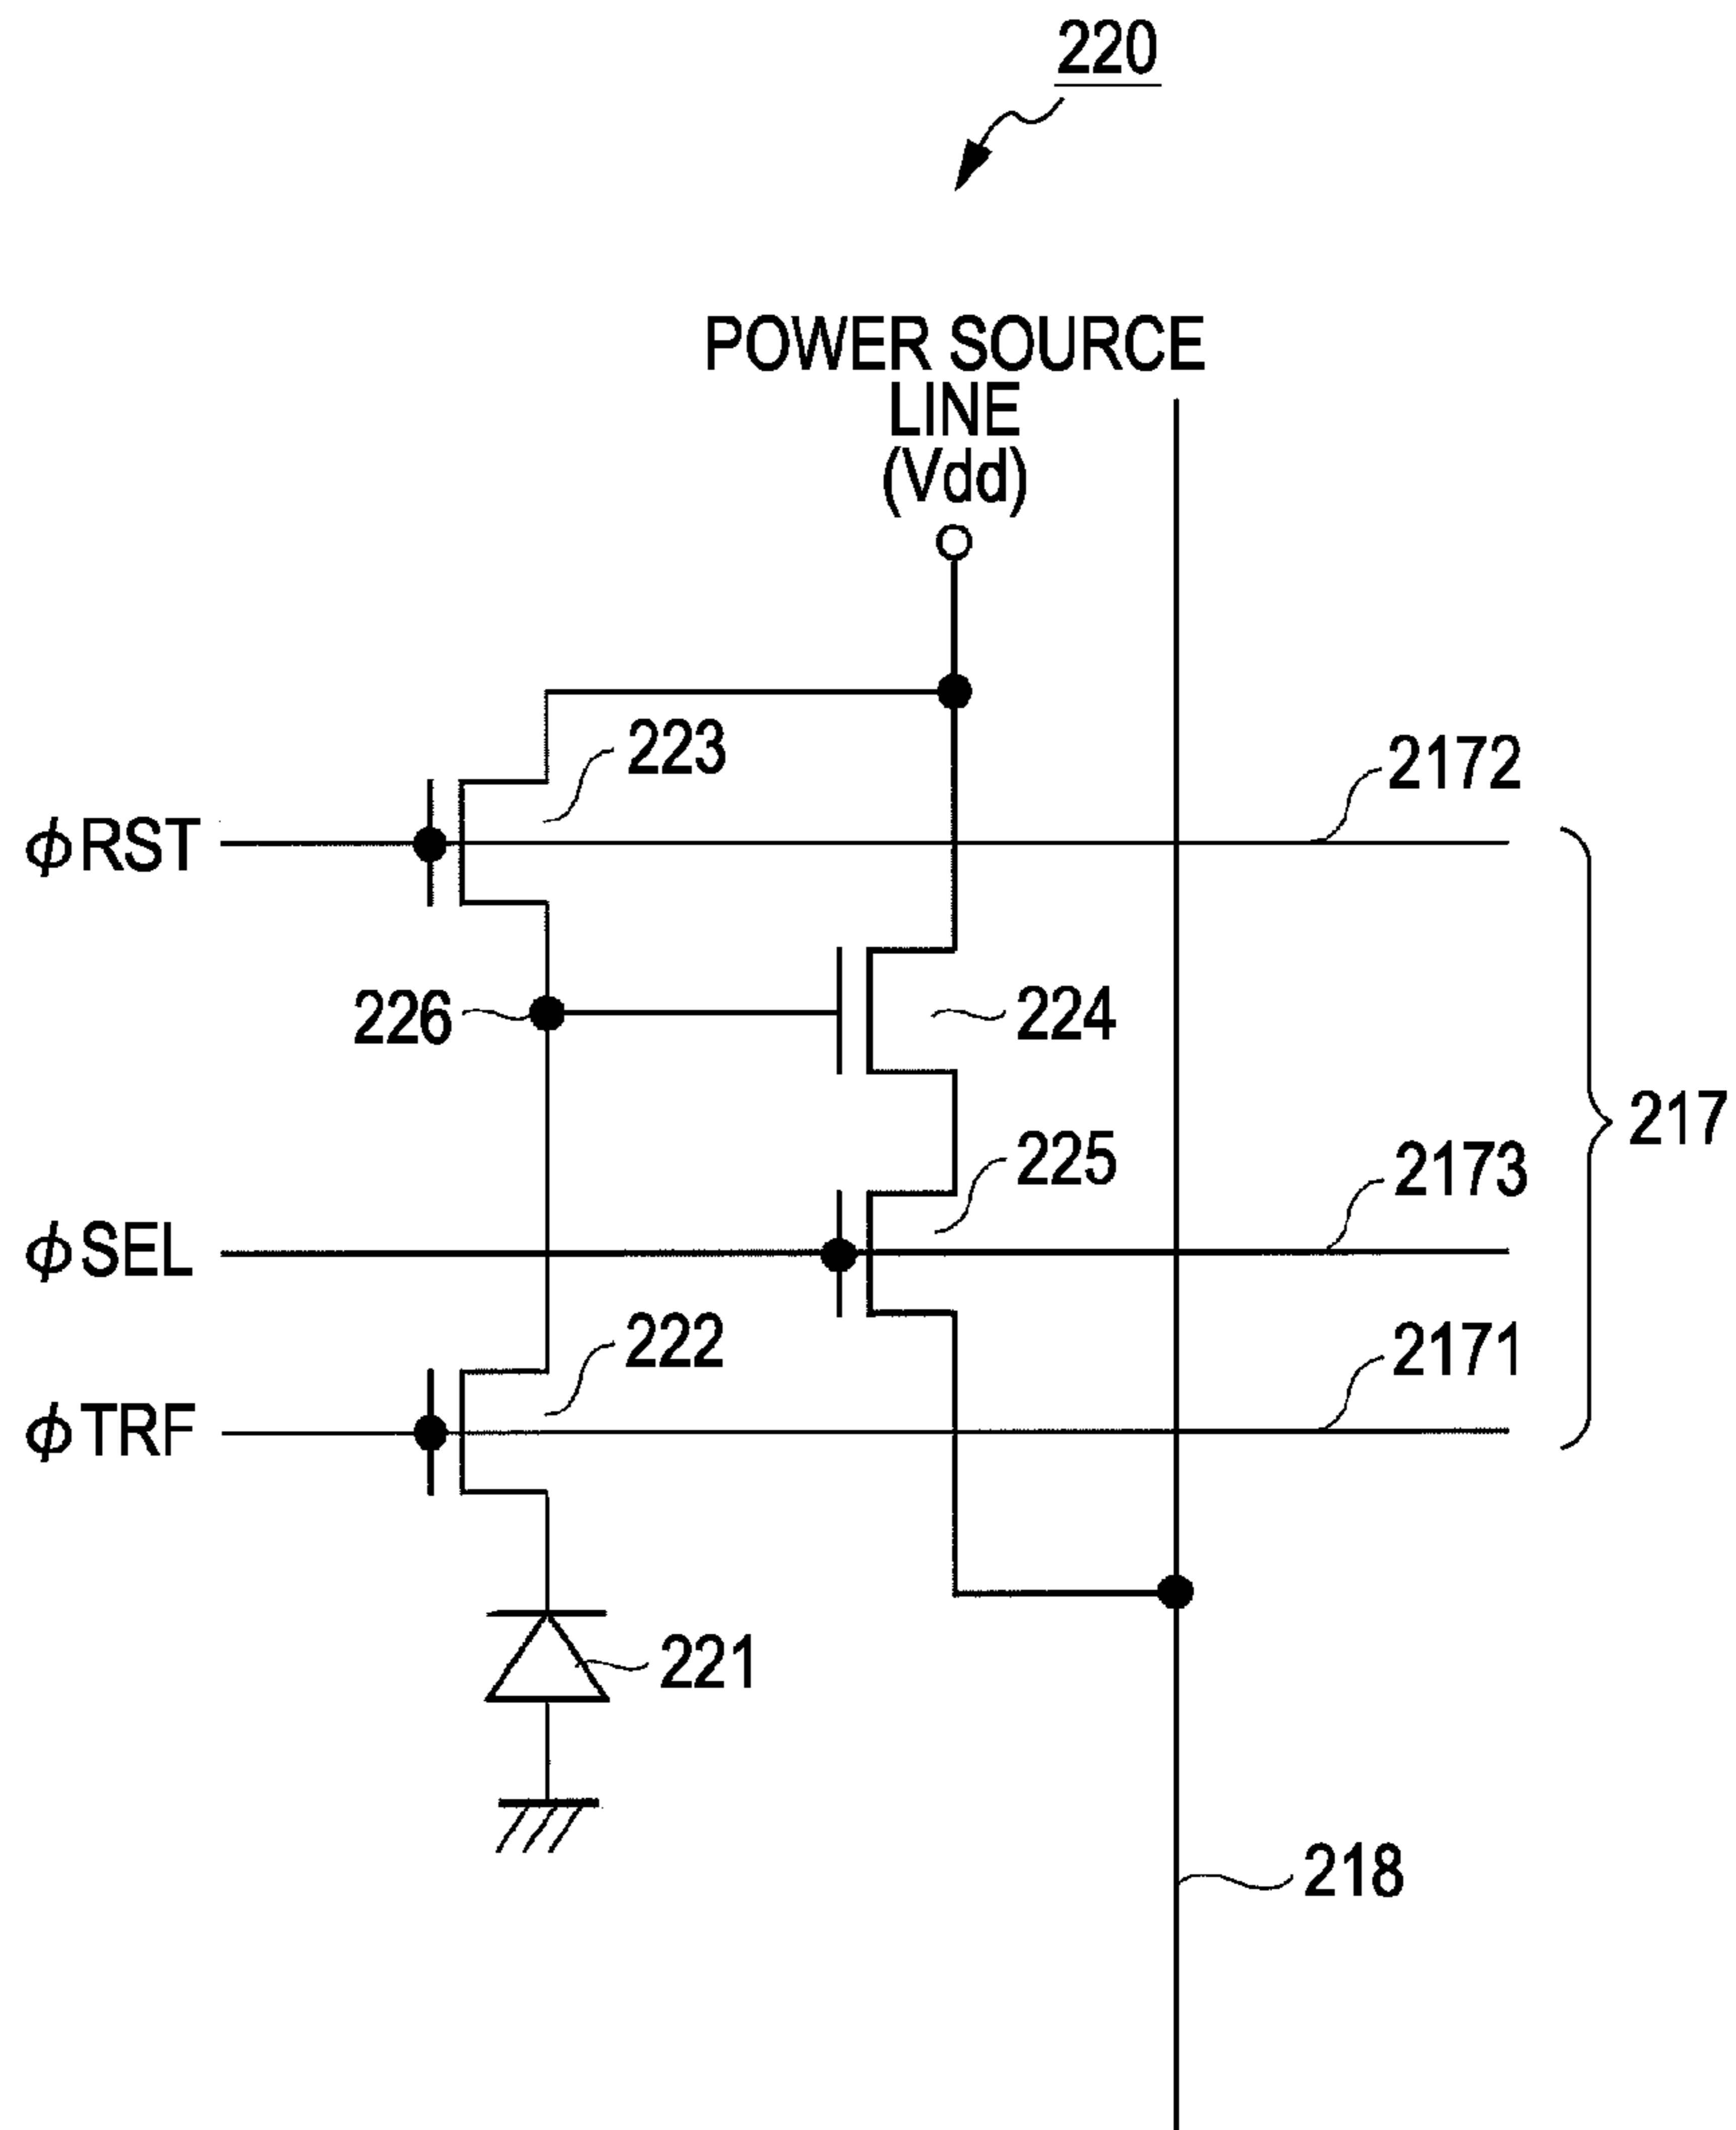 220
POWER SOURCE
LINE
(Vdd)
223
2172
ϕRST
226
224
217
225
2173
ϕSEL
222
2171
ϕTRF
221
218